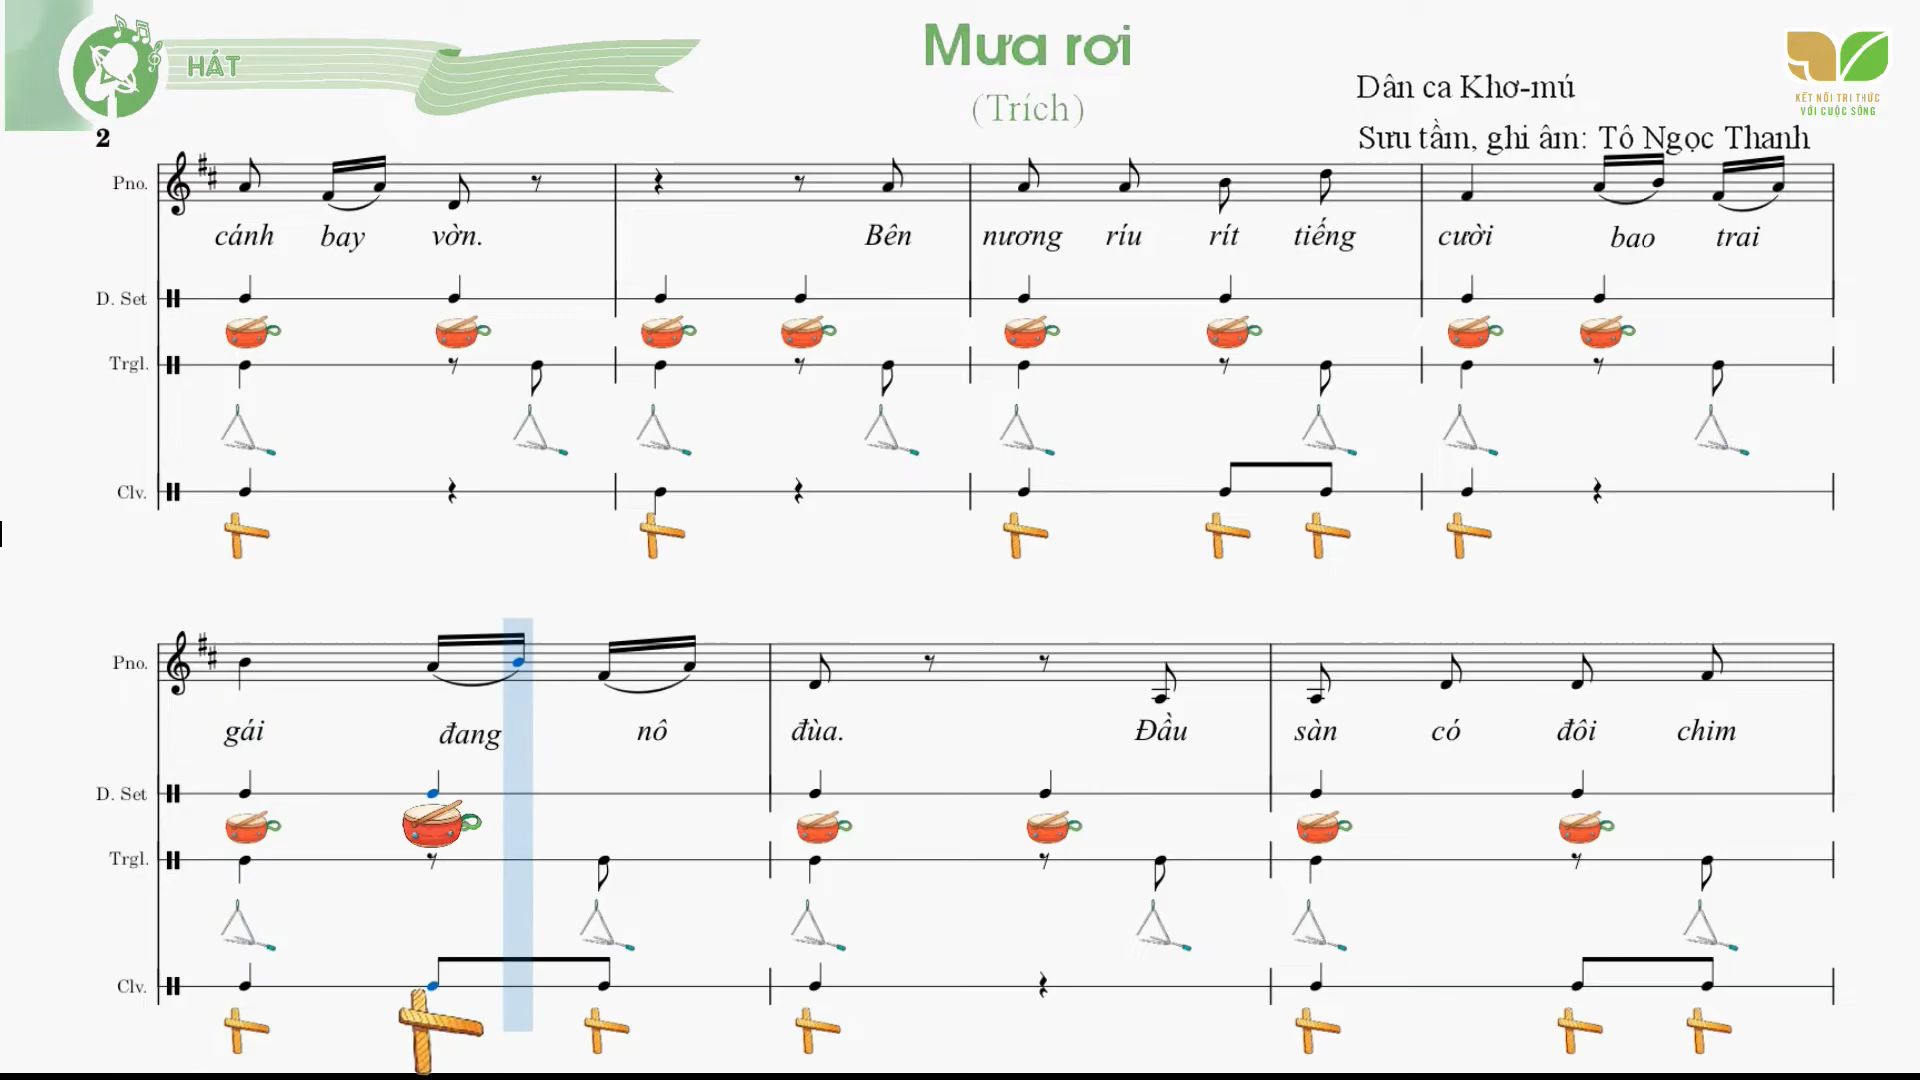 HÁT
Mưa rơi
(Trích)
Dân ca Khơ-mú
Sưu tầm, ghi âm: Tô Ngọc Thanh
KẾT NỐI TRI THỨC
VỚI CUỘC SỐNG
2
Pno.
cánh bay vờn. Bên nương ríu rít tiếng cười bao trai
D. Set
Trgl.
Clv.
Pno.
gái đang nô đùa. Đầu sàn có đôi chim
D. Set
Trgl.
Clv.